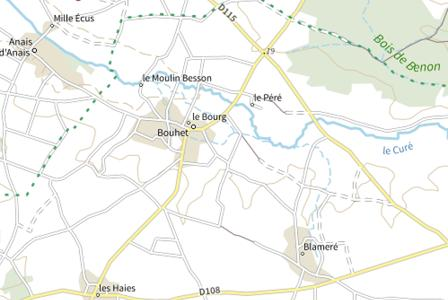 Mille Écus
D115
Anais
d'Anais
.79
Bois de Benon
le Moulin Besson
le Péré
le Bourg
Bouhet
le Curé
Blameré
les Haies
D108